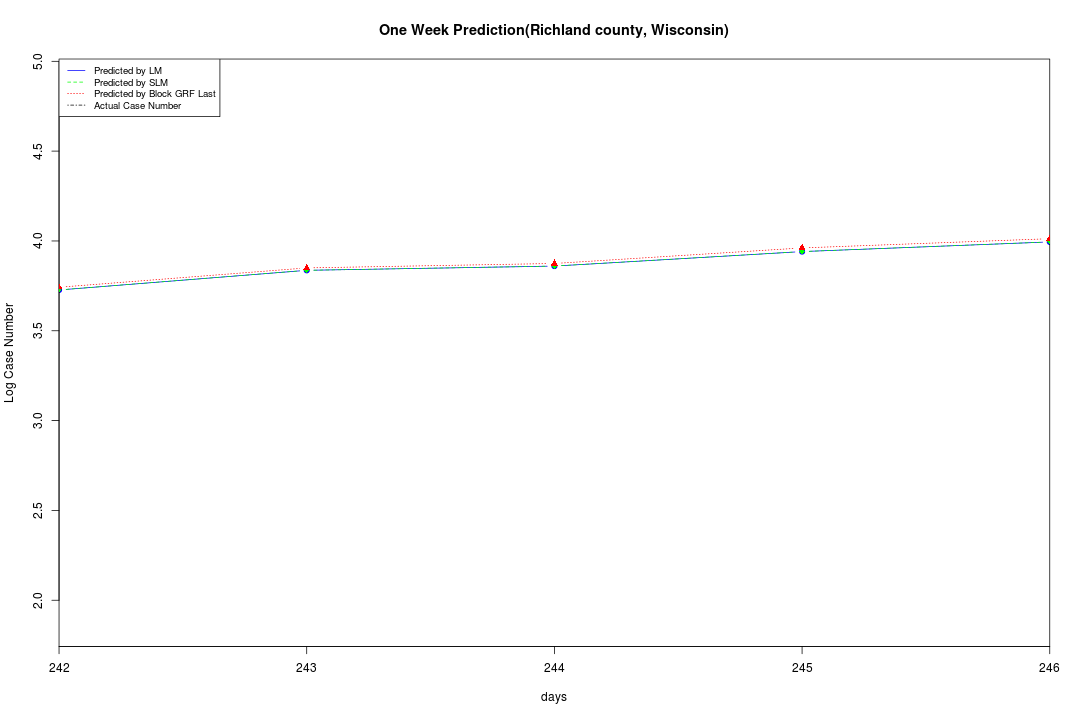 One Week Prediction(Richland county, Wisconsin)
Predicted by LM
Predicted by SLM
Predicted by Block GRF Last
Actual Case Number
Log Case Number
5.0
4.5
4.0
3.5
3.0
2.5
2.0
242 243 244 245 246
days